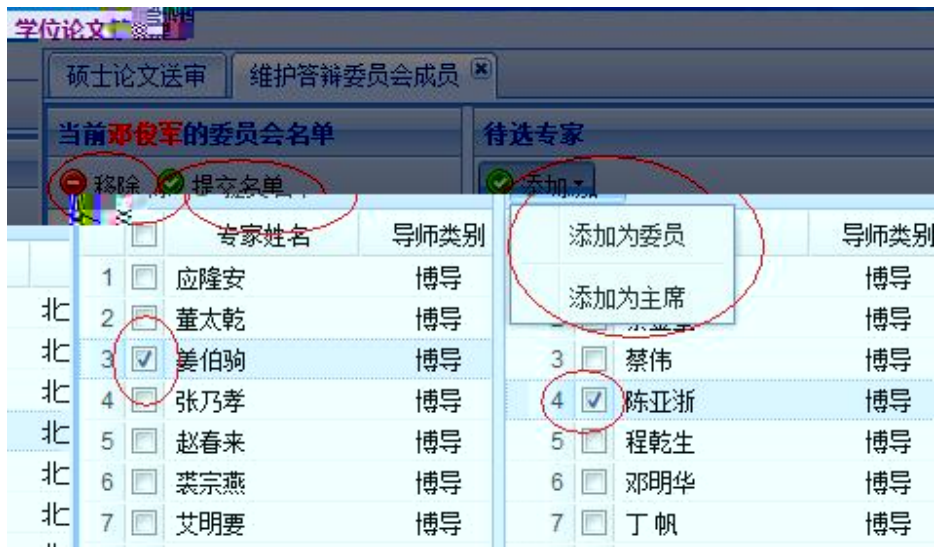 学位论文
硕士论文送审 维护答辩委员会成员
当前邓俊军的委员会名单 待选专家
移除 提交名单 添加
专家姓名 导师类别 添加为委员 导师类别
1 应隆安 博导 博导
添加为主席
北 2 董太乾 博导 博导
北 3 姜伯驹 博导 3 蔡伟 博导
北 4 张乃孝 博导 4 陈亚浙 博导
北 5 赵春来 博导 5 程乾生 博导
北 6 裘宗燕 博导 6 邓明华 博导
北 7 艾明要 博导 7 丁帆 博导